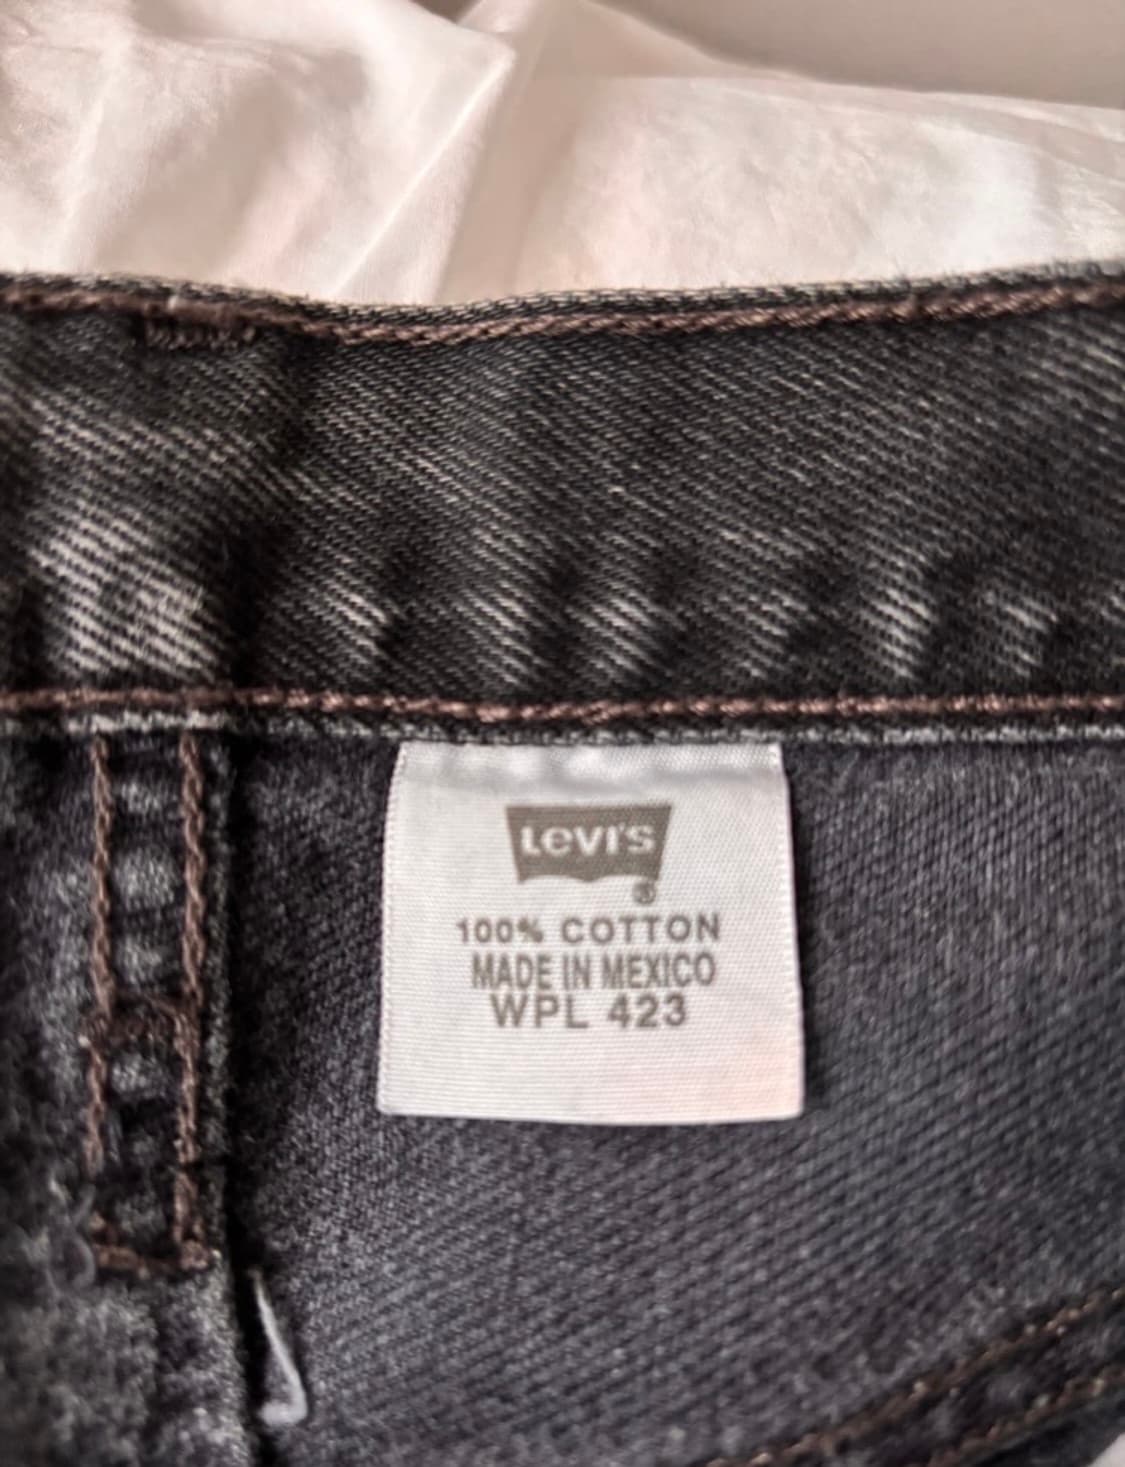 LEVI'S
®
100% COTTON
MADE IN MEXICO
WPL 423